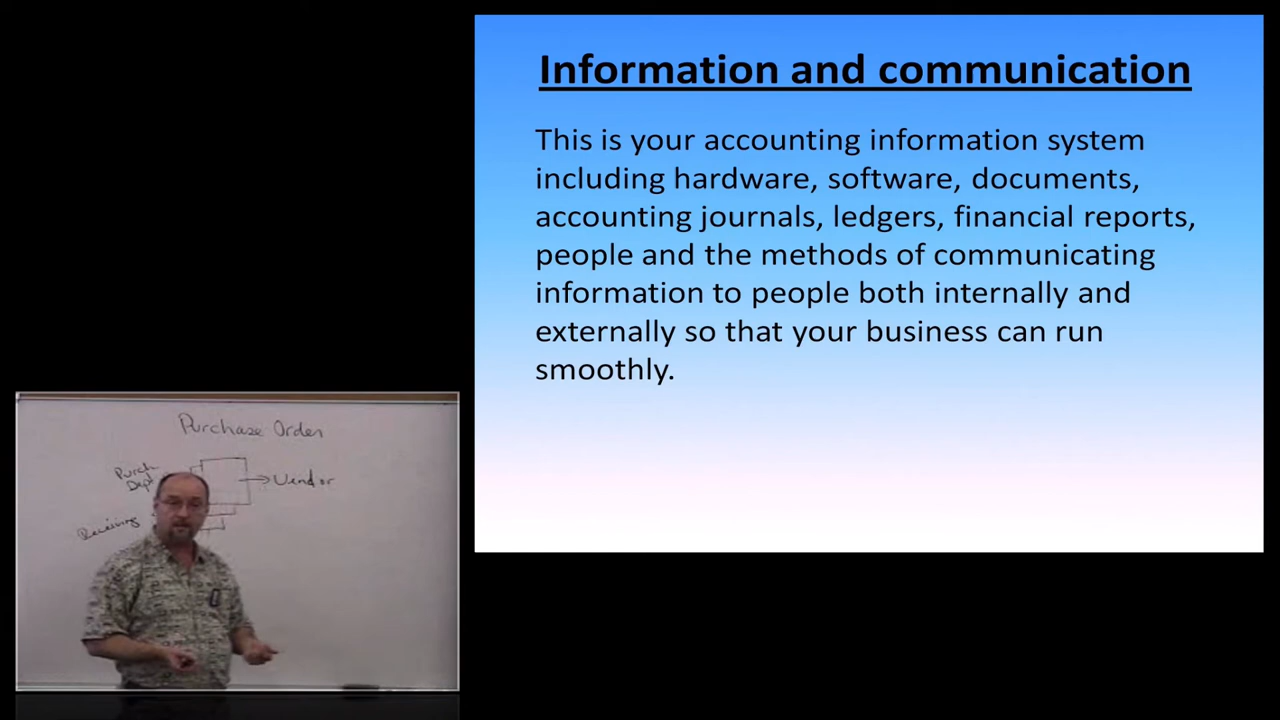 Information and communication
This is your accounting information system
including hardware, software, documents,
accounting journals, ledgers, financial reports,
people and the methods of communicating
information to people both internally and
externally so that your business can run
smoothly.
Purchase Order
Purch
Dept
Vendor
Receiving